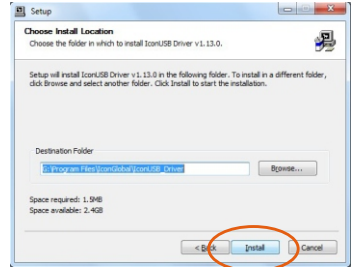 Setup
Choose Install Location
Choose the folder in which to install IconUSB Driver v1.13.0.
Setup will install IconUSB Driver v1.13.0 in the following folder. To install in a different folder,
click Browse and select another folder. Click Install to start the installation.
Destination Folder
C:\Program Files\IconGlobal\IconUSB_Driver
Browse...
Space required: 1.5MB
Space available: 2.4GB
< Back
Install
Cancel